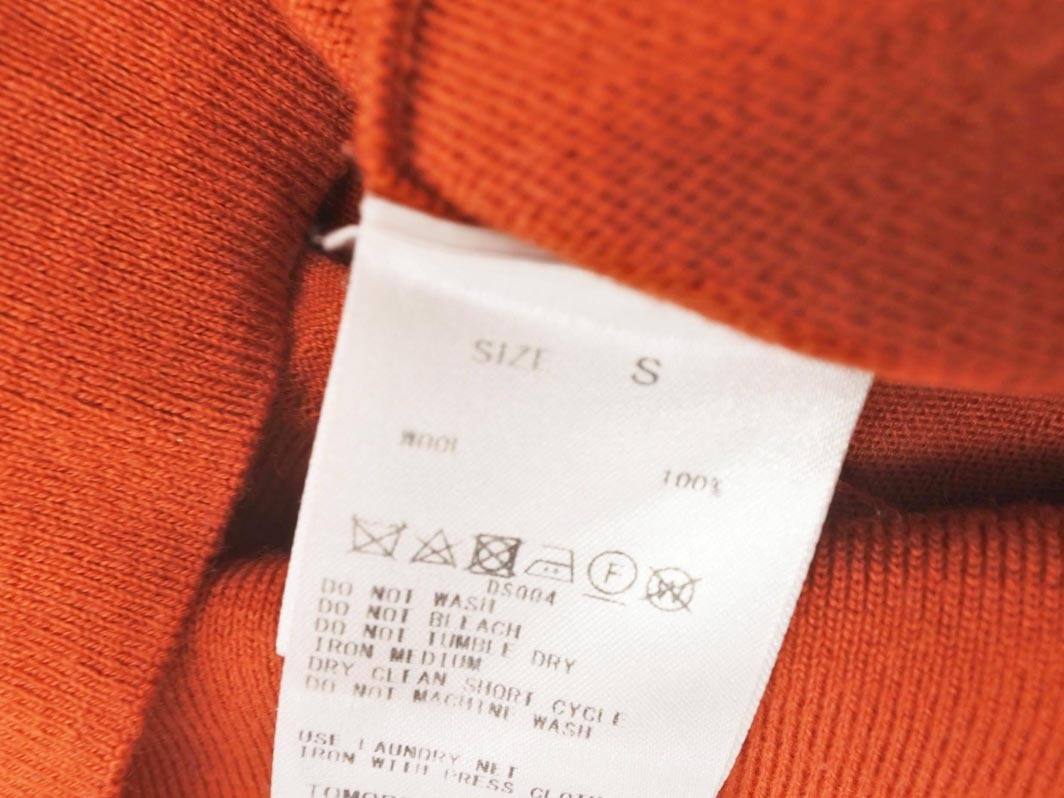 SIZE S
WOOL 100%
F W
DS004
DO NOT WASH
DO NOT BLEACH
DO NOT TUMBLE DRY
IRON MEDIUM
DRY CLEAN SHORT CYCLE
DO NOT MACHINE WASH
USE LAUNDRY NET
IRON WITH PRESS CLOTH